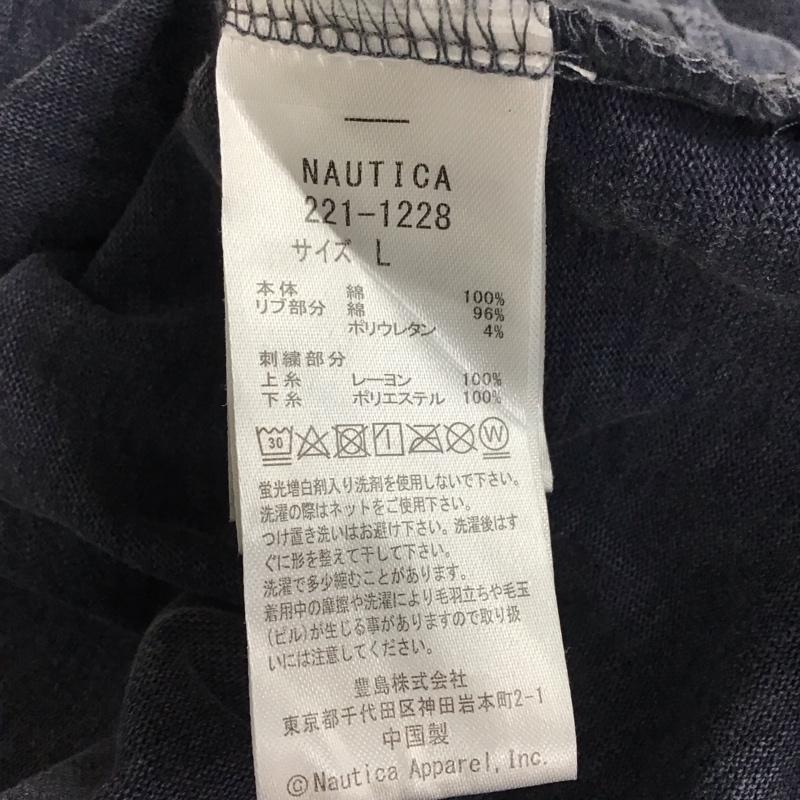 NAUTICA
221-1228
サイズ L
本体 綿 100%
リブ部分 綿 96%
ポリウレタン 4%
刺繍部分
上糸 レーヨン 100%
下糸 ポリエステル 100%
30 W
蛍光増白剤入り洗剤を使用しないで下さい。
洗濯の際はネットをご使用下さい。
つけ置き洗いはお避け下さい。洗濯後はす
ぐに形を整えて干して下さい。
洗濯で多少縮むことがあります。
着用中の摩擦や洗濯により毛羽立ちや毛玉
(ピル)が生じる事がありますので取り扱
いには注意してください。
豊島株式会社
東京都千代田区神田岩本町2-1
中国製
©Nautica Apparel, Inc.